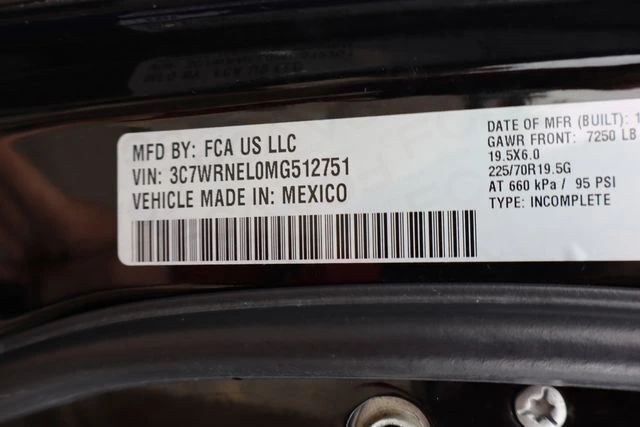 MFD BY: FCA US LLC
VIN: 3C7WRNEL0MG512751
VEHICLE MADE IN: MEXICO
DATE OF MFR (BUILT): 1
GAWR FRONT: 7250 LB
19.5X6.0
225/70R19.5G
AT 660 kPa / 95 PSI
TYPE: INCOMPLETE